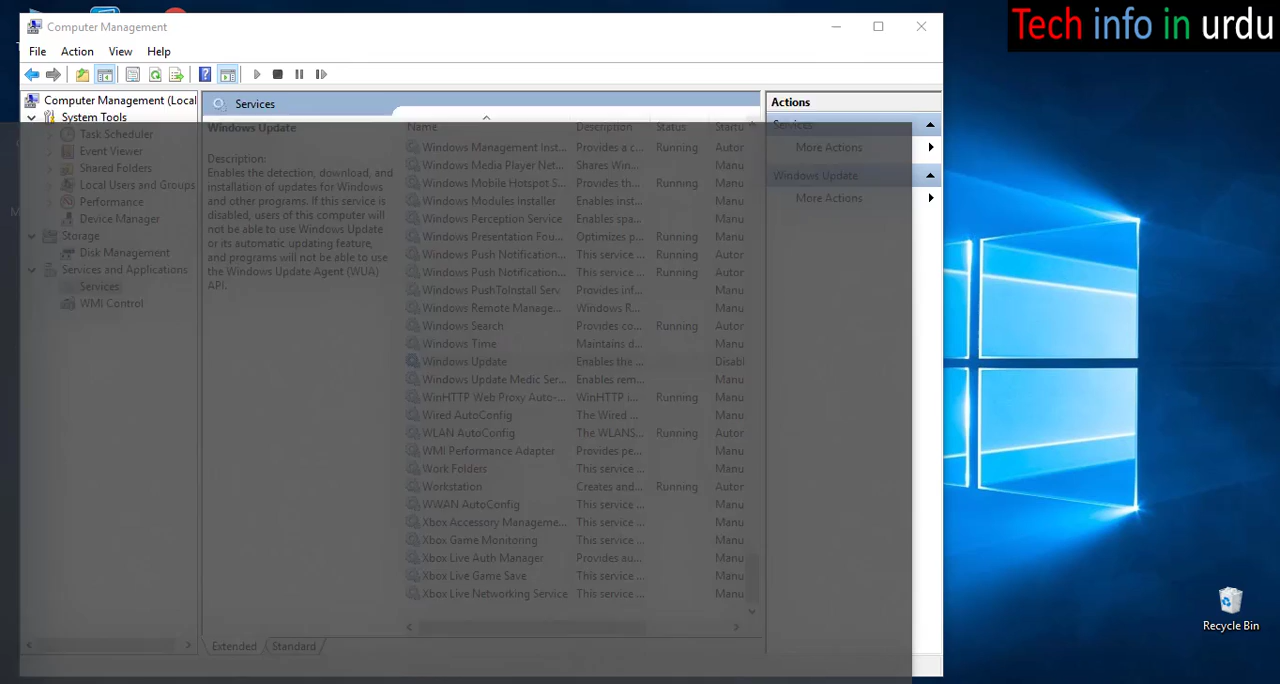 Tech info in urdu
Computer Management
File Action View Help
Computer Management (Local
System Tools
Task Scheduler
Event Viewer
Shared Folders
Local Users and Groups
Performance
Device Manager
Storage
Disk Management
Services and Applications
Services
WMI Control
Services
Windows Update
Description:
Enables the detection, download, and
installation of updates for Windows
and other programs. If this service is
disabled, users of this computer will
not be able to use Windows Update
or its automatic updating feature,
and programs will not be able to use
the Windows Update Agent (WUA)
API.
Name Description Status Startu
Windows Management Inst... Provides a c... Running Autor
Windows Media Player Net... Shares Win... Manu
Windows Mobile Hotspot S... Provides th... Running Manu
Windows Modules Installer Enables inst... Manu
Windows Perception Service Enables spa... Manu
Windows Presentation Fou... Optimizes p... Running Manu
Windows Push Notification... This service ... Running Autor
Windows Push Notification... This service ... Running Autor
Windows PushToInstall Serv... Provides inf... Manu
Windows Remote Manage... Windows R... Manu
Windows Search Provides co... Running Autor
Windows Time Maintains d... Manu
Windows Update Enables the ... Disabl
Windows Update Medic Ser... Enables rem... Manu
WinHTTP Web Proxy Auto-... WinHTTP i... Running Manu
Wired AutoConfig The Wired ... Manu
WLAN AutoConfig The WLANS... Running Autor
WMI Performance Adapter Provides pe... Manu
Work Folders This service ... Manu
Workstation Creates and... Running Autor
WWAN AutoConfig This service ... Manu
Xbox Accessory Manageme... This service ... Manu
Xbox Game Monitoring This service ... Manu
Xbox Live Auth Manager Provides au... Manu
Xbox Live Game Save This service ... Manu
Xbox Live Networking Service This service ... Manu
Extended Standard
Actions
Services
More Actions
Windows Update
More Actions
Recycle Bin